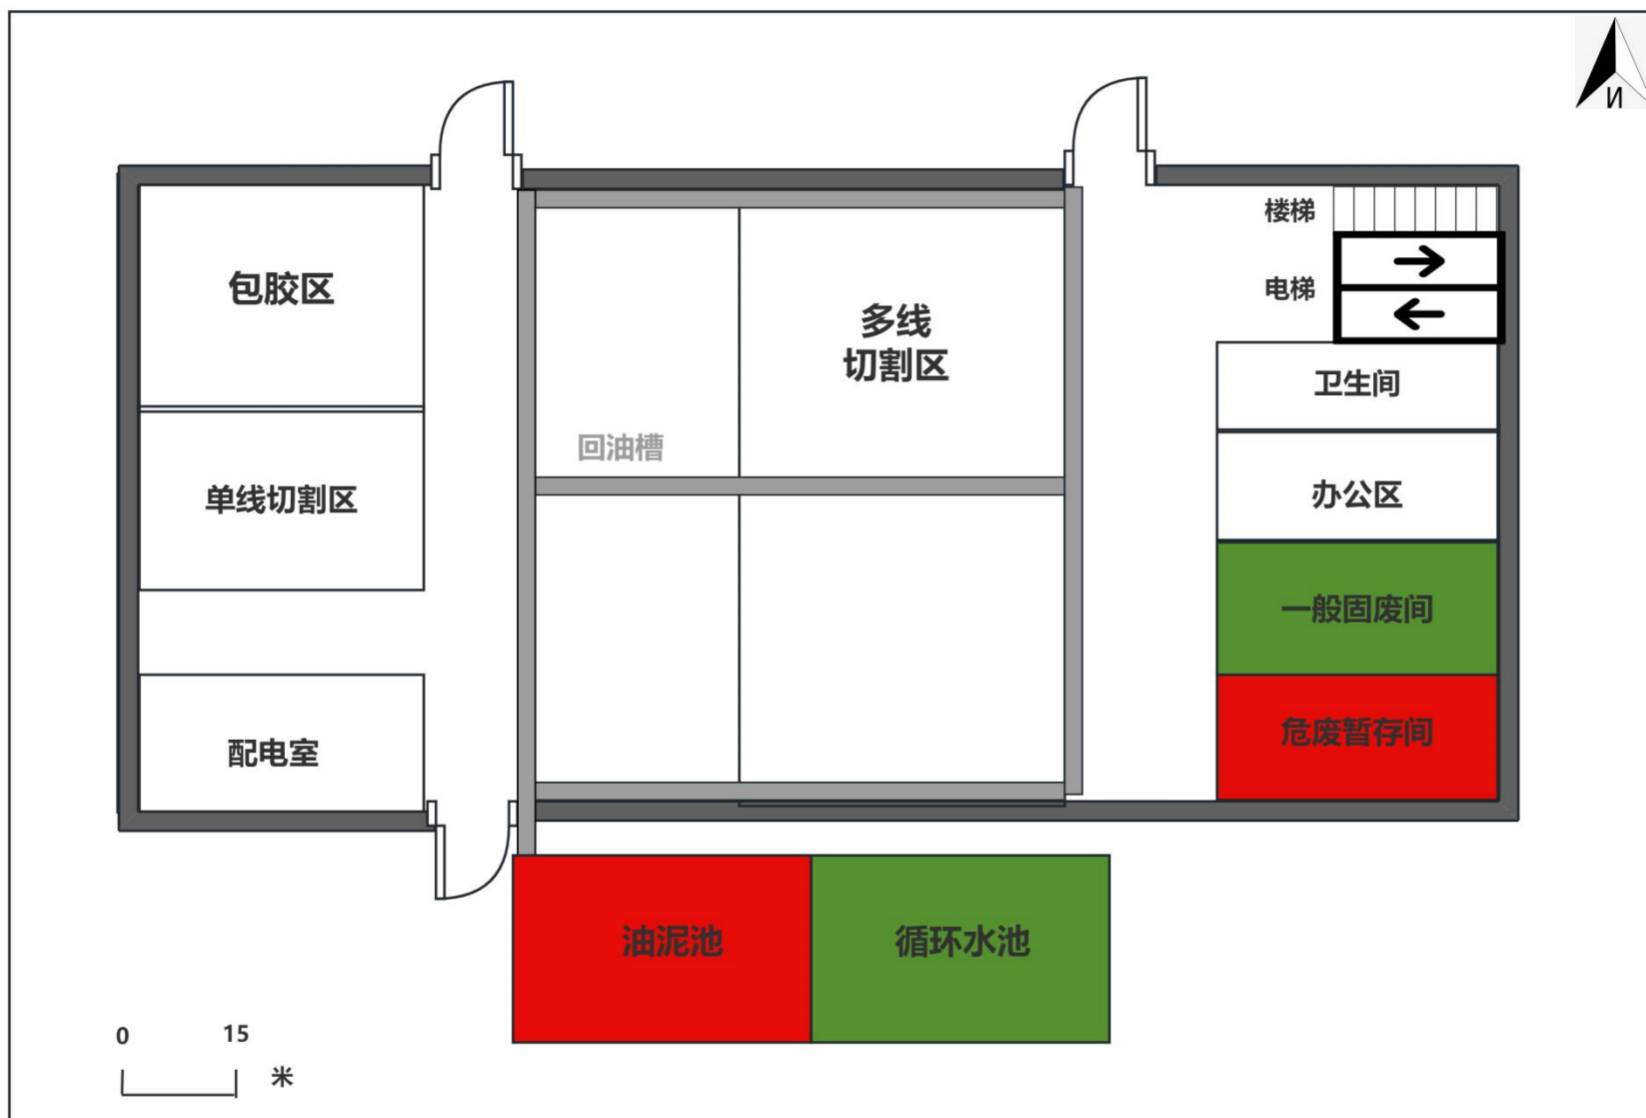 И
楼梯
包胶区
电梯
多线
切割区
卫生间
回油槽
单线切割区
办公区
一般固废间
配电室
危废暂存间
油泥池
循环水池
0
15
米